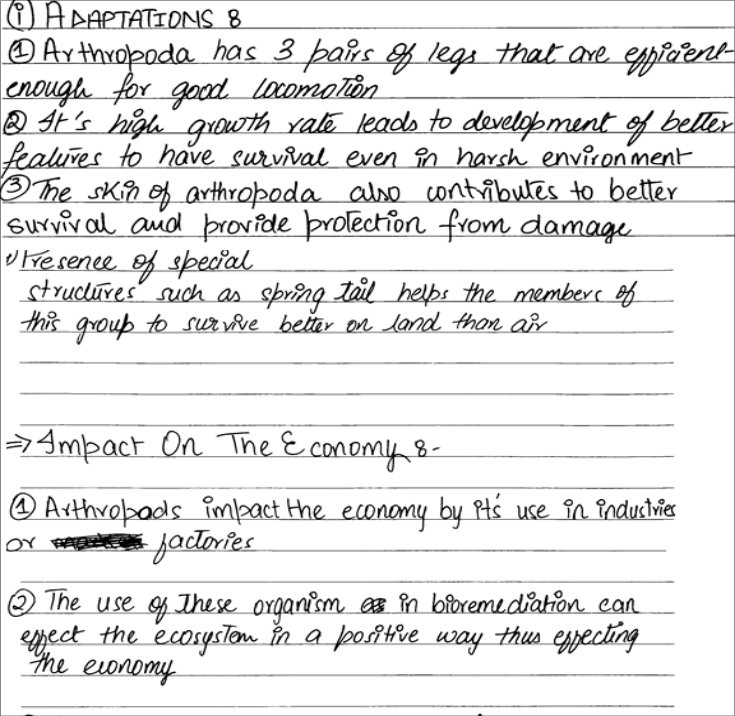 (i) ADAPTATIONS 8
① Arthropoda has 3 pairs of legs that are efficient
enough for good locomotion
② It's high growth rate leads to development of better
features to have survival even in harsh environment
③ The skin of arthropoda also contributes to better
survival and provide protection from damage
Presence of special
structures such as spring tail helps the members of
this group to survive better on land than air
⇒ Impact On The Economy 8-
① Arthropods impact the economy by it's use in industries
or factories
② The use of These organism in bioremediation can
effect the ecosystem in a positive way thus effecting
the economy